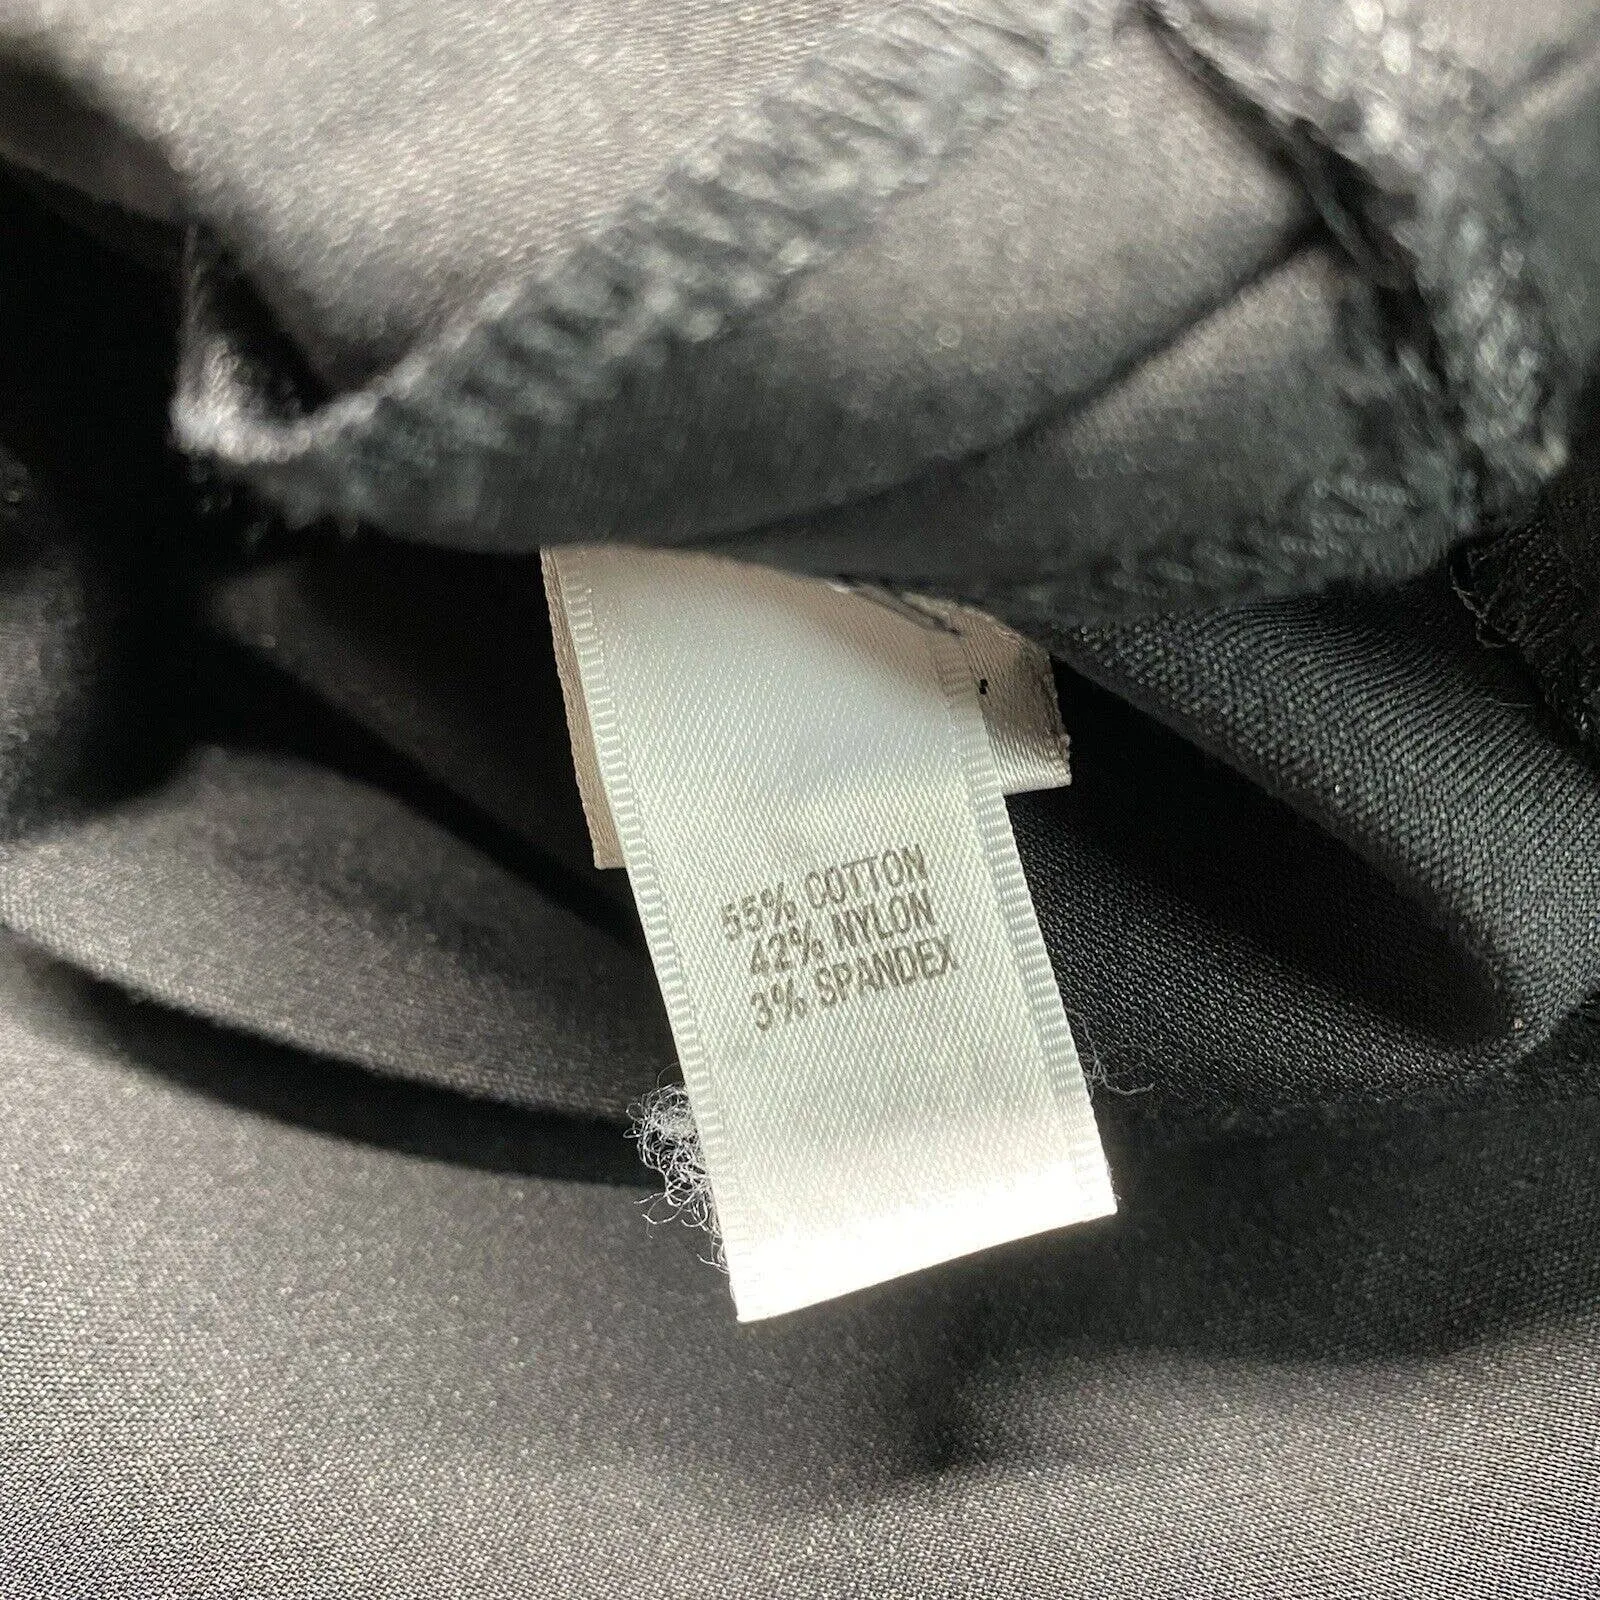 55% COTTON
42% NYLON
3% SPANDEX